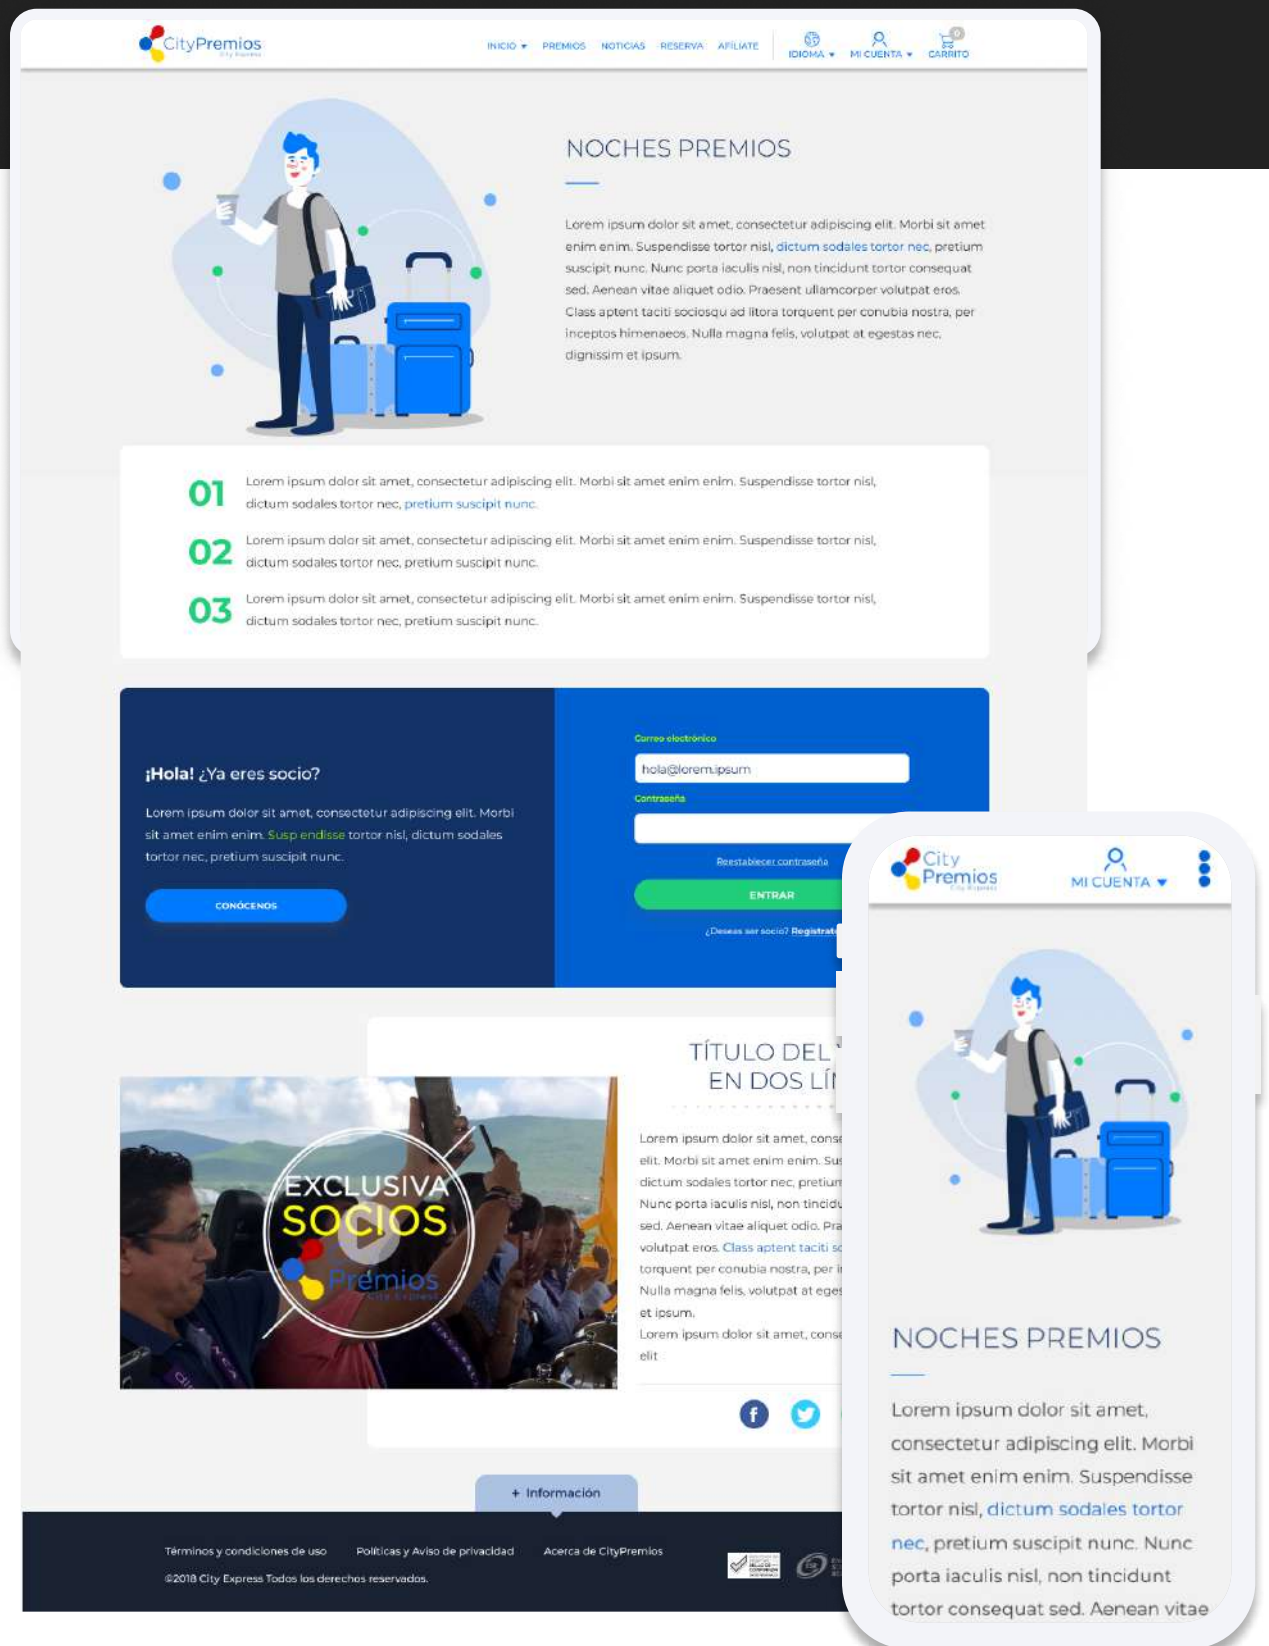 CityPremios
City Express
INICIO PREMIOS NOTICIAS RESERVA AFÍLIATE IDIOMA MI CUENTA CARRITO
0
NOCHES PREMIOS
Lorem ipsum dolor sit amet, consectetur adipiscing elit. Morbi sit amet
enim enim. Suspendisse tortor nisl, dictum sodales tortor nec, pretium
suscipit nunc. Nunc porta iaculis nisl, non tincidunt tortor consequat
sed. Aenean vitae aliquet odio. Praesent ullamcorper volutpat eros.
Class aptent taciti sociosqu ad litora torquent per conubia nostra, per
inceptos himenaeos. Nulla magna felis, volutpat at egestas nec,
dignissim et ipsum.
01
Lorem ipsum dolor sit amet, consectetur adipiscing elit. Morbi sit amet enim enim. Suspendisse tortor nisl,
dictum sodales tortor nec, pretium suscipit nunc.
02
Lorem ipsum dolor sit amet, consectetur adipiscing elit. Morbi sit amet enim enim. Suspendisse tortor nisl,
dictum sodales tortor nec, pretium suscipit nunc.
03
Lorem ipsum dolor sit amet, consectetur adipiscing elit. Morbi sit amet enim enim. Suspendisse tortor nisl,
dictum sodales tortor nec, pretium suscipit nunc.
¡Hola! ¿Ya eres socio?
Lorem ipsum dolor sit amet, consectetur adipiscing elit. Morbi
sit amet enim enim. Susp endisse tortor nisl, dictum sodales
tortor nec, pretium suscipit nunc.
CONÓCENOS
Correo electrónico
hola@lorem.ipsum
Contraseña
Reestablecer contraseña
ENTRAR
¿Deseas ser socio? Registrate
TÍTULO DEL
EN DOS LÍ
Lorem ipsum dolor sit amet, conse
elit. Morbi sit amet enim enim. Sus
dictum sodales tortor nec, pretium
Nunc porta iaculis nisl, non tincidu
sed. Aenean vitae aliquet odio. Pra
volutpat eros. Class aptent taciti so
torquent per conubia nostra, per i
Nulla magna felis, volutpat at eges
et ipsum.
Lorem ipsum dolor sit amet, conse
elit
EXCLUSIVA
SOCIOS
Premios
City Express
+ Información
Términos y condiciones de uso Políticas y Aviso de privacidad Acerca de CityPremios
©2018 City Express Todos los derechos reservados.
City
Premios
City Express
MI CUENTA
NOCHES PREMIOS
Lorem ipsum dolor sit amet,
consectetur adipiscing elit. Morbi
sit amet enim enim. Suspendisse
tortor nisl, dictum sodales tortor
nec, pretium suscipit nunc. Nunc
porta iaculis nisl, non tincidunt
tortor consequat sed. Aenean vitae